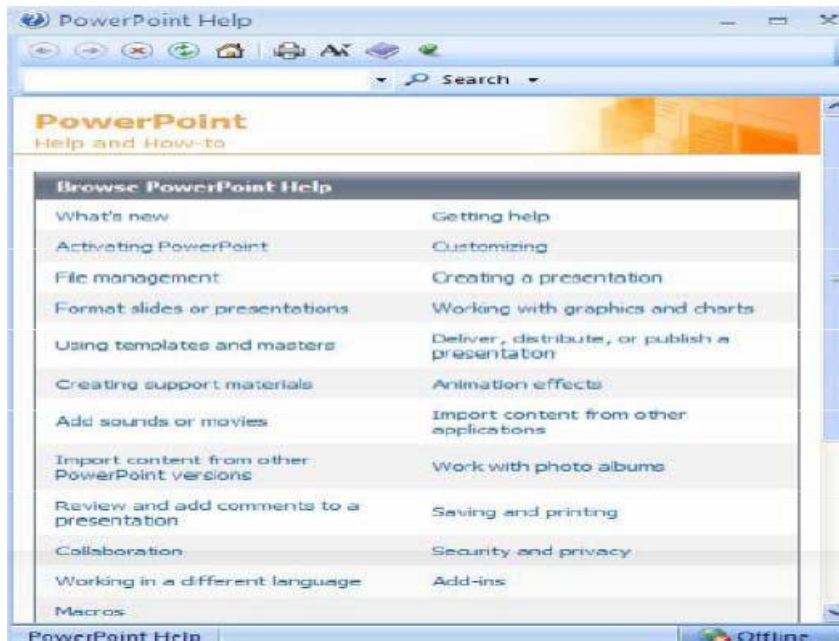 PowerPoint Help
Search
PowerPoint
Help and How-to
Browse PowerPoint Help
What's new
Getting help
Activating PowerPoint
Customizing
File management
Creating a presentation
Format slides or presentations
Working with graphics and charts
Using templates and masters
Deliver, distribute, or publish a
presentation
Creating support materials
Animation effects
Add sounds or movies
Import content from other
applications
Import content from other
PowerPoint versions
Work with photo albums
Review and add comments to a
presentation
Saving and printing
Collaboration
Security and privacy
Working in a different language
Add-ins
Macros
PowerPoint Help
Offline